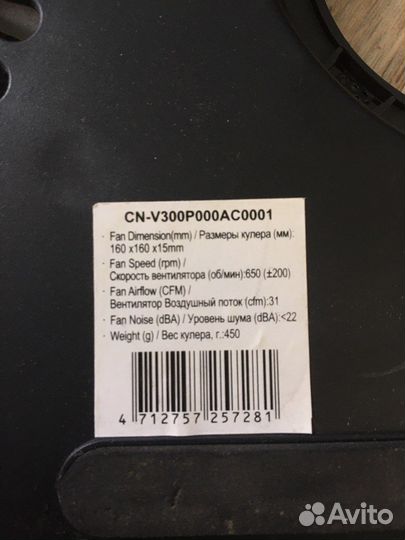 CN-V300P000AC0001
· Fan Dimension(mm) / Размеры кулера (мм):
160 x160 x15mm
· Fan Speed (rpm) /
Скорость вентилятора (об/мин):650 (±200)
· Fan Airflow (CFM) /
Вентилятор Воздушный поток (cfm):31
· Fan Noise (dBA) / Уровень шума (dBA):<22
· Weight (g) / Вес кулера, г.:450
4 712757 257281
Avito